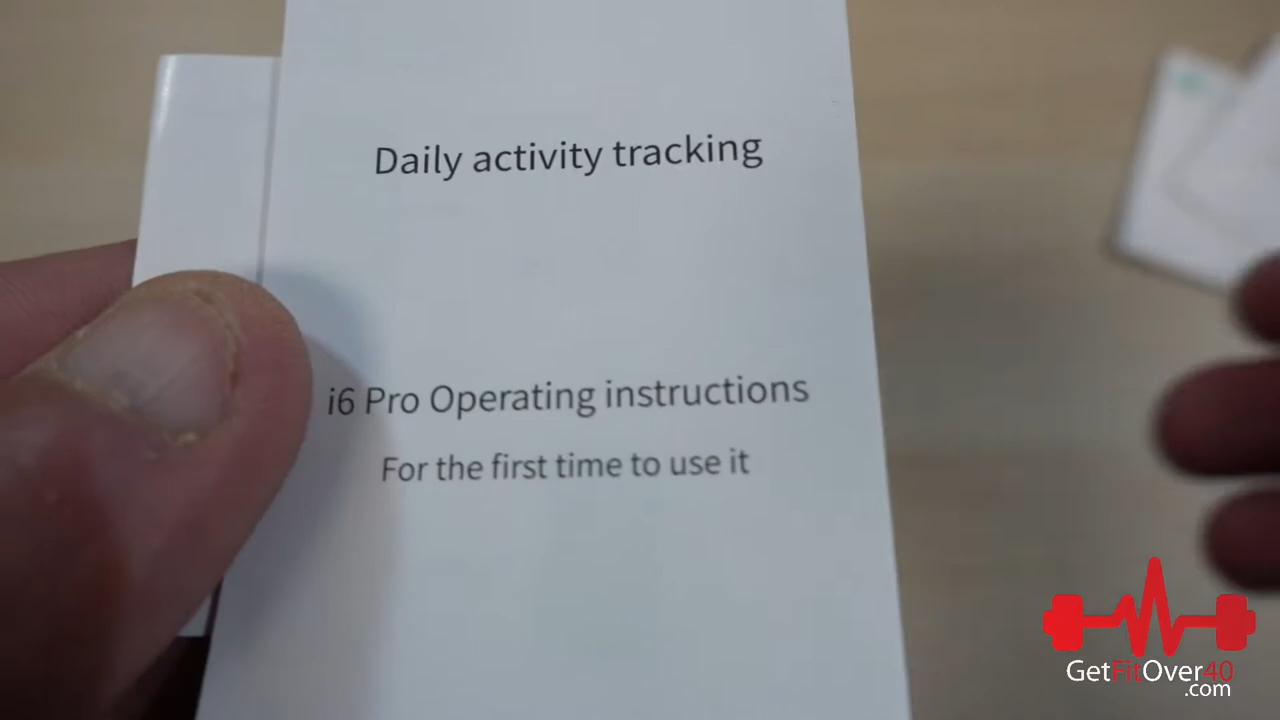 Daily activity tracking
i6 Pro Operating instructions
For the first time to use it
GetFitOver40
.com